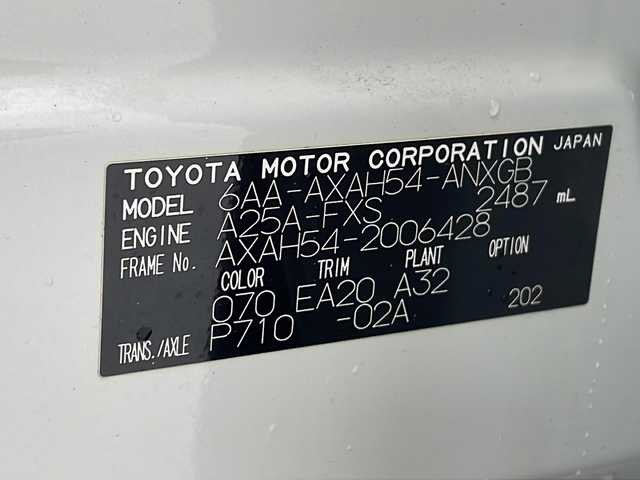 TOYOTA MOTOR CORPORATION JAPAN
MODEL 6AA-AXAH54-ANXGB
ENGINE A25A-FXS 2487 mL
FRAME No. AXAH54-2006428
COLOR TRIM PLANT OPTION
070 EA20 A32
TRANS./AXLE P710 -02A 202